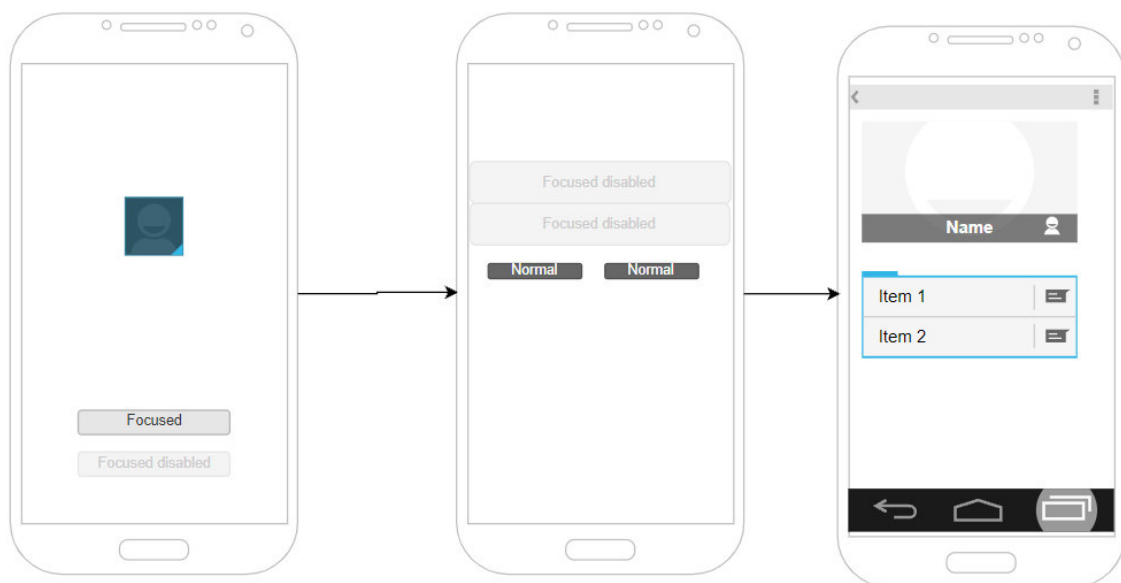 Focused
Focused disabled
Focused disabled
Focused disabled
Normal Normal
Name
Item 1
Item 2